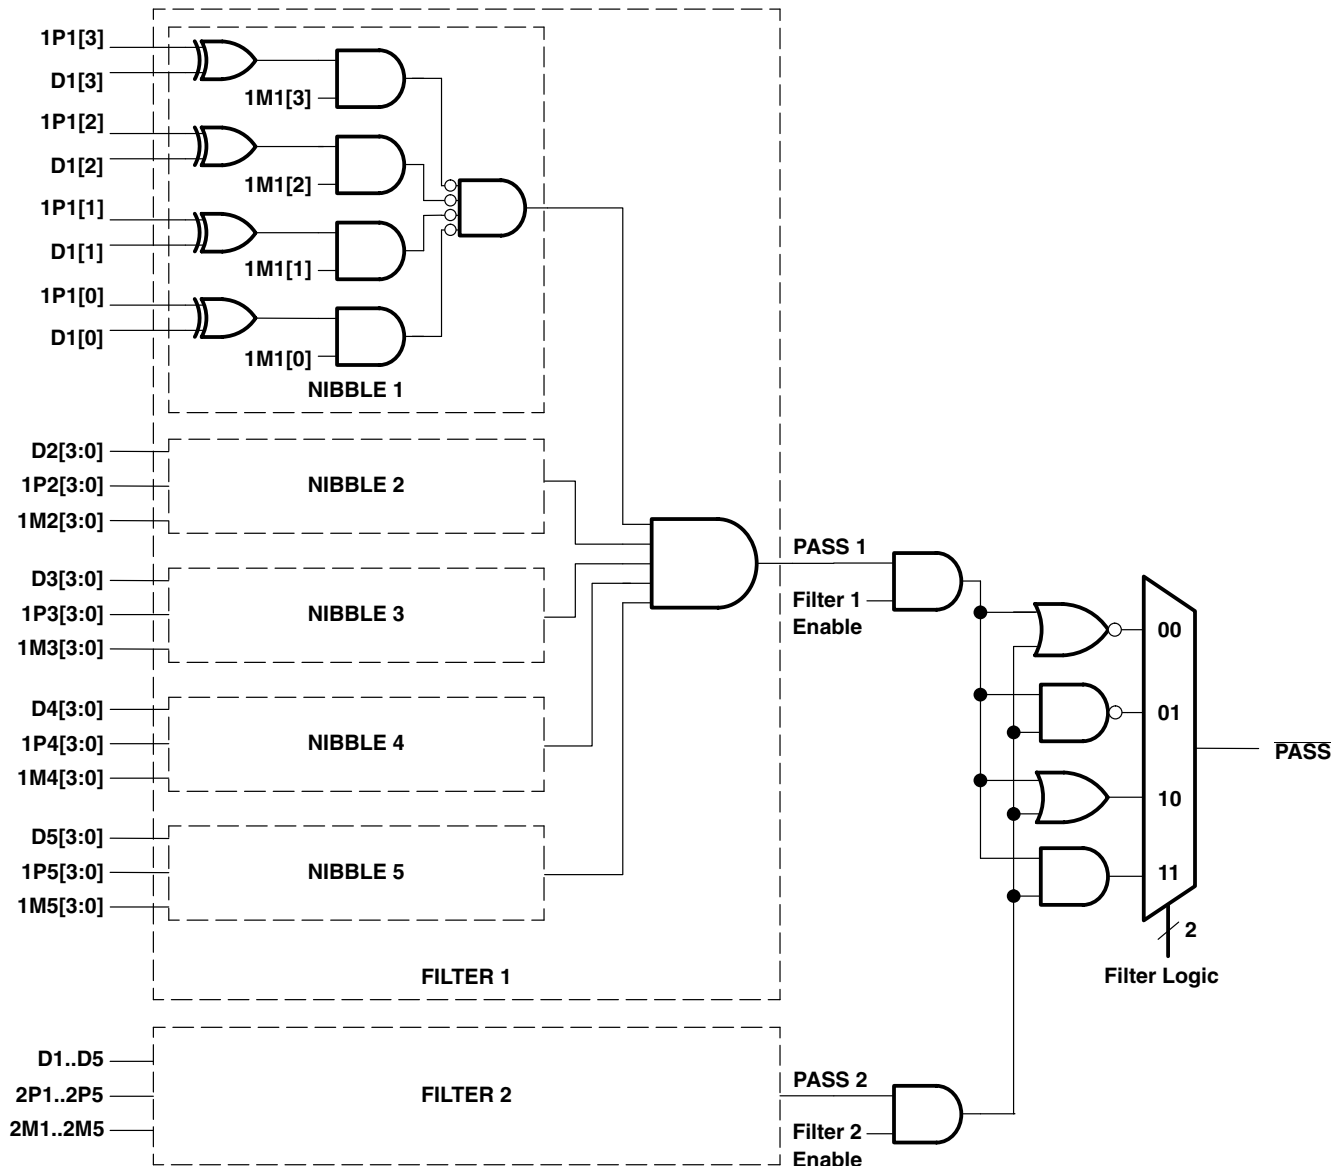 1P1[3]
D1[3]
1M1[3]
1P1[2]
D1[2]
1M1[2]
1P1[1]
D1[1]
1M1[1]
1P1[0]
D1[0]
1M1[0]
NIBBLE 1
D2[3:0]
1P2[3:0]
1M2[3:0]
NIBBLE 2
D3[3:0]
1P3[3:0]
1M3[3:0]
NIBBLE 3
D4[3:0]
1P4[3:0]
1M4[3:0]
NIBBLE 4
D5[3:0]
1P5[3:0]
1M5[3:0]
NIBBLE 5
FILTER 1
PASS 1
Filter 1
Enable
00
01
10
11
PASS
2
Filter Logic
D1..D5
2P1..2P5
2M1..2M5
FILTER 2
PASS 2
Filter 2
Enable